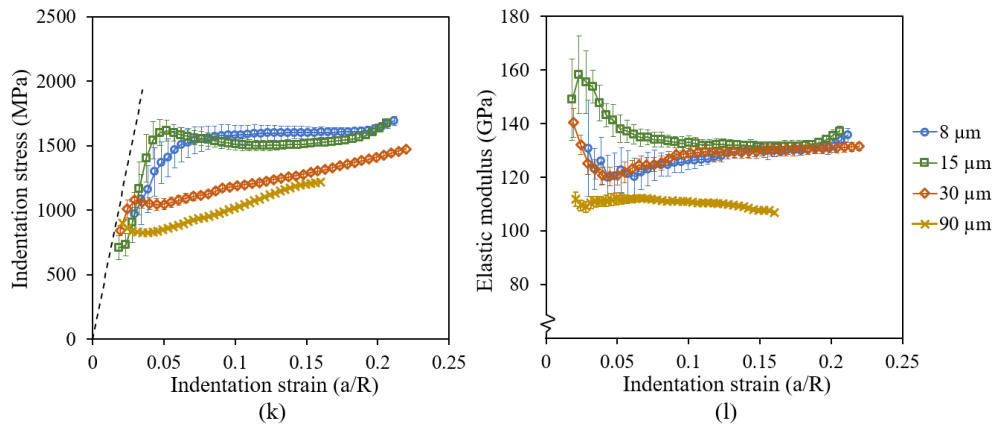 2500
2000
1500
1000
500
0
0
0.05
0.1
0.15
0.2
0.25
Indentation stress (MPa)
Indentation strain (a/R)
(k)
160
140
120
100
80
0
0.05
0.1
0.15
0.2
0.25
Elastic modulus (GPa)
Indentation strain (a/R)
(l)
8 µm
15 µm
30 µm
90 µm